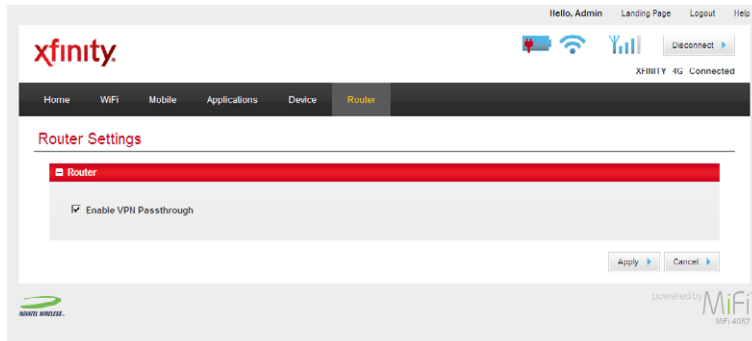 Hello, Admin Landing Page Logout Help
xfinity.
Disconnect
XFINITY 4G Connected
Home WiFi Mobile Applications Device Router
Router Settings
Router
Enable VPN Passthrough
Apply Cancel
NOVATEL WIRELESS.
powered by MiFi
MiFi 4082